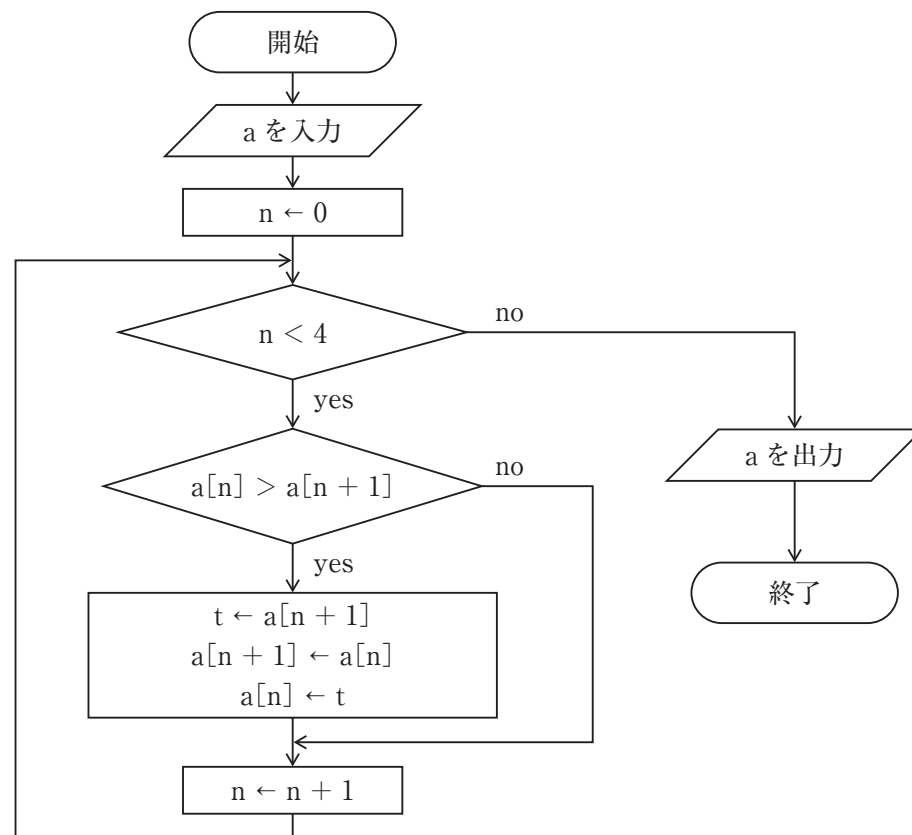 開始
a を入力
n ← 0
n < 4
no
yes
a を出力
a[n] > a[n + 1]
no
yes
終了
t ← a[n + 1]
a[n + 1] ← a[n]
a[n] ← t
n ← n + 1